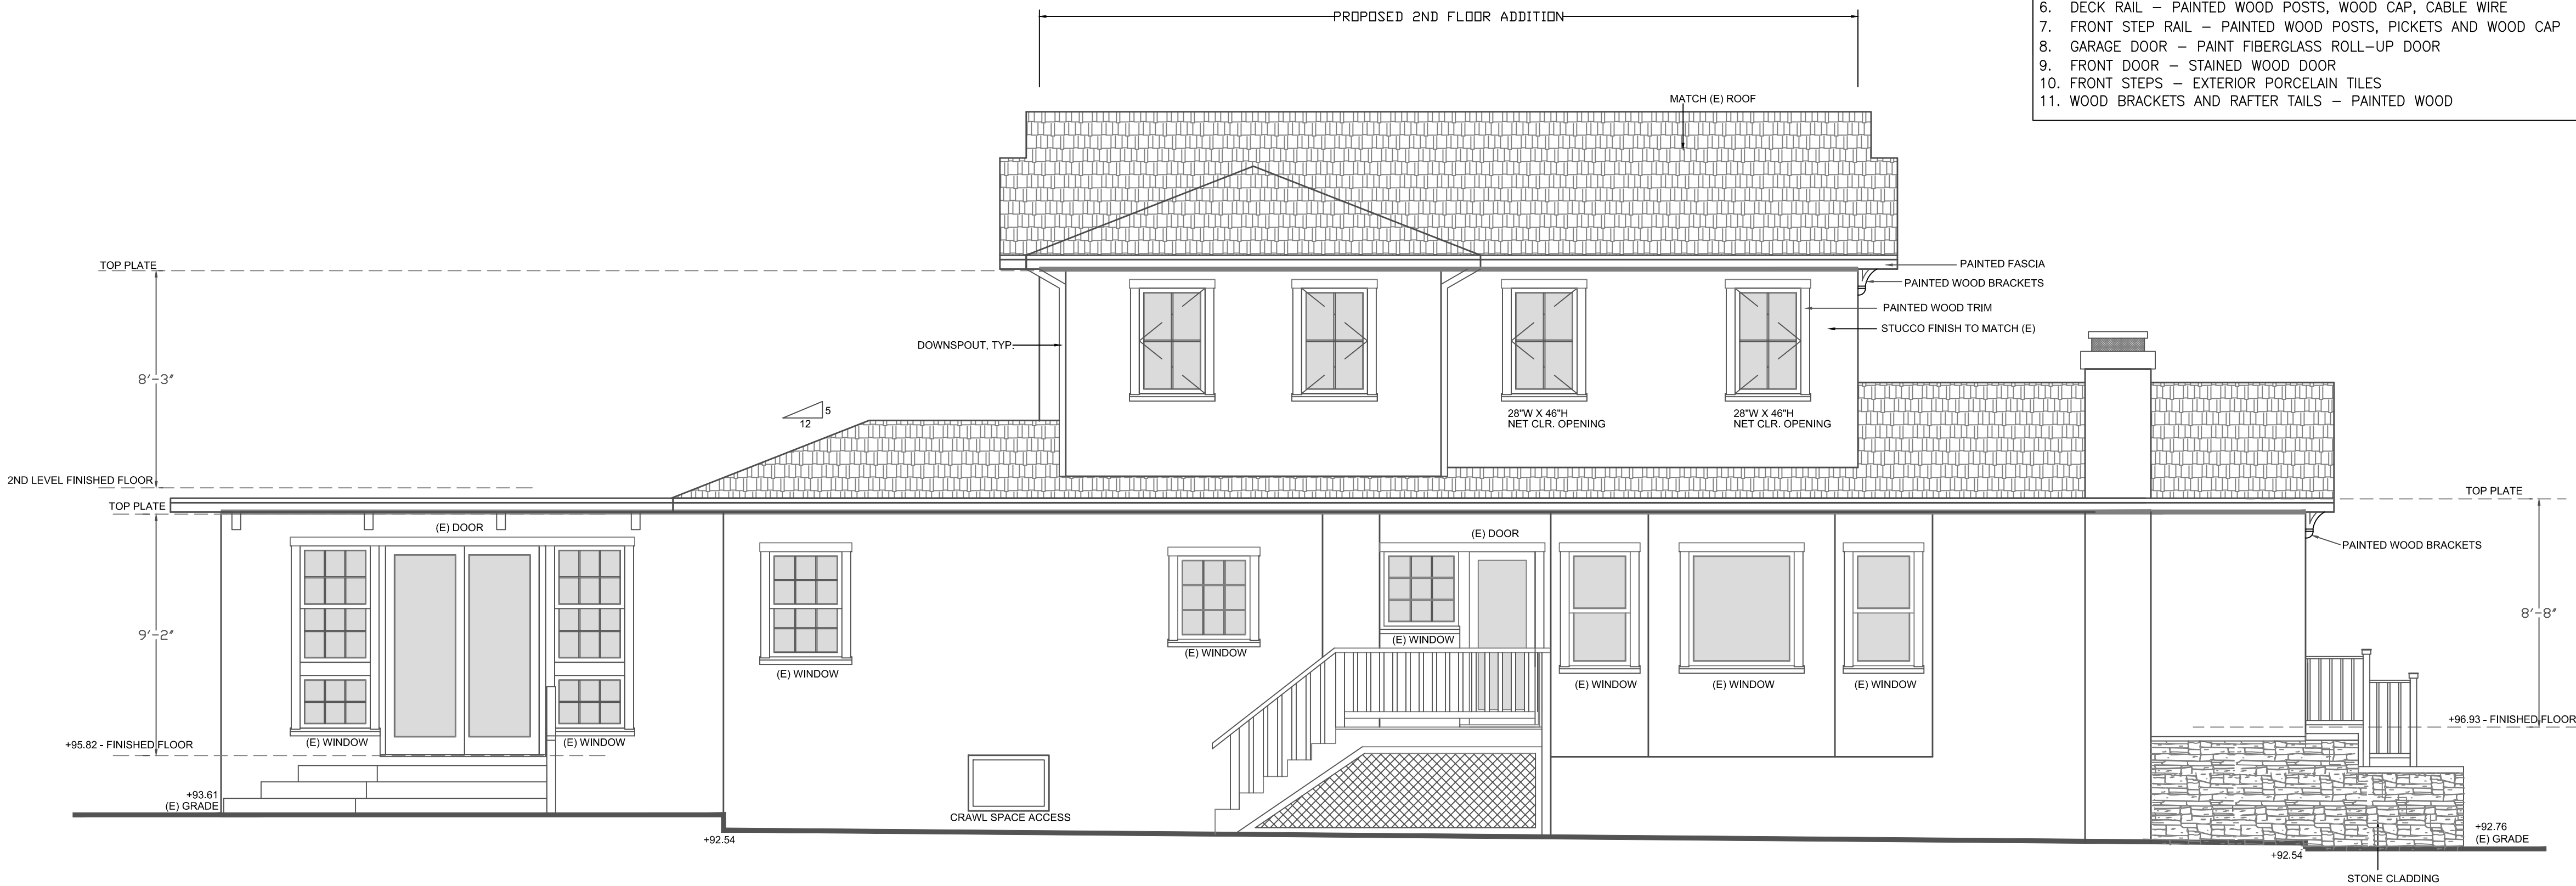 PROPOSED 2ND FLOOR ADDITION
6. DECK RAIL – PAINTED WOOD POSTS, WOOD CAP, CABLE WIRE
7. FRONT STEP RAIL – PAINTED WOOD POSTS, PICKETS AND WOOD CAP
8. GARAGE DOOR – PAINT FIBERGLASS ROLL–UP DOOR
9. FRONT DOOR – STAINED WOOD DOOR
10. FRONT STEPS – EXTERIOR PORCELAIN TILES
11. WOOD BRACKETS AND RAFTER TAILS – PAINTED WOOD
MATCH (E) ROOF
TOP PLATE
PAINTED FASCIA
PAINTED WOOD BRACKETS
PAINTED WOOD TRIM
STUCCO FINISH TO MATCH (E)
DOWNSPOUT, TYP.
8'-3"
5
12
28"W X 46"H
NET CLR. OPENING
28"W X 46"H
NET CLR. OPENING
2ND LEVEL FINISHED FLOOR
TOP PLATE
TOP PLATE
(E) DOOR
(E) DOOR
PAINTED WOOD BRACKETS
9'-2"
8'-8"
(E) WINDOW
(E) WINDOW
(E) WINDOW
(E) WINDOW
(E) WINDOW
(E) WINDOW
(E) WINDOW
(E) WINDOW
+95.82 - FINISHED FLOOR
+96.93 - FINISHED FLOOR
+93.61
(E) GRADE
CRAWL SPACE ACCESS
+92.54
+92.76
(E) GRADE
+92.54
STONE CLADDING